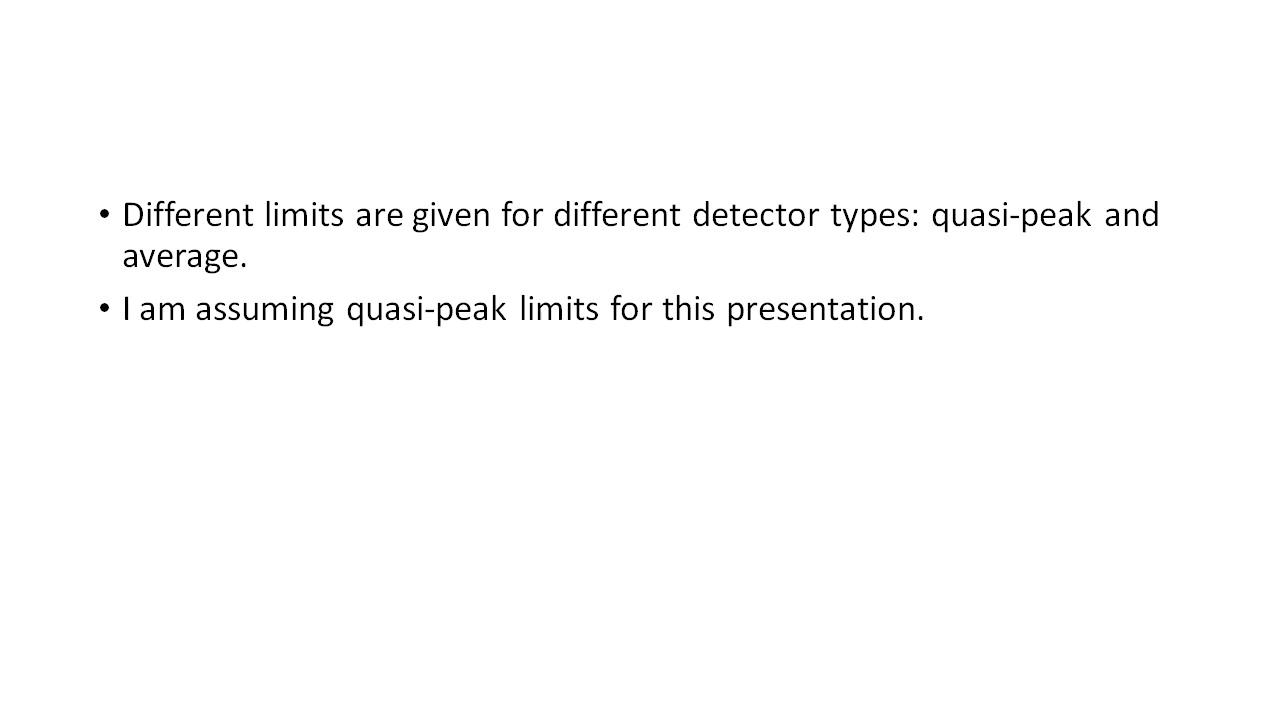 • Different limits are given for different detector types: quasi-peak and
average.
• I am assuming quasi-peak limits for this presentation.